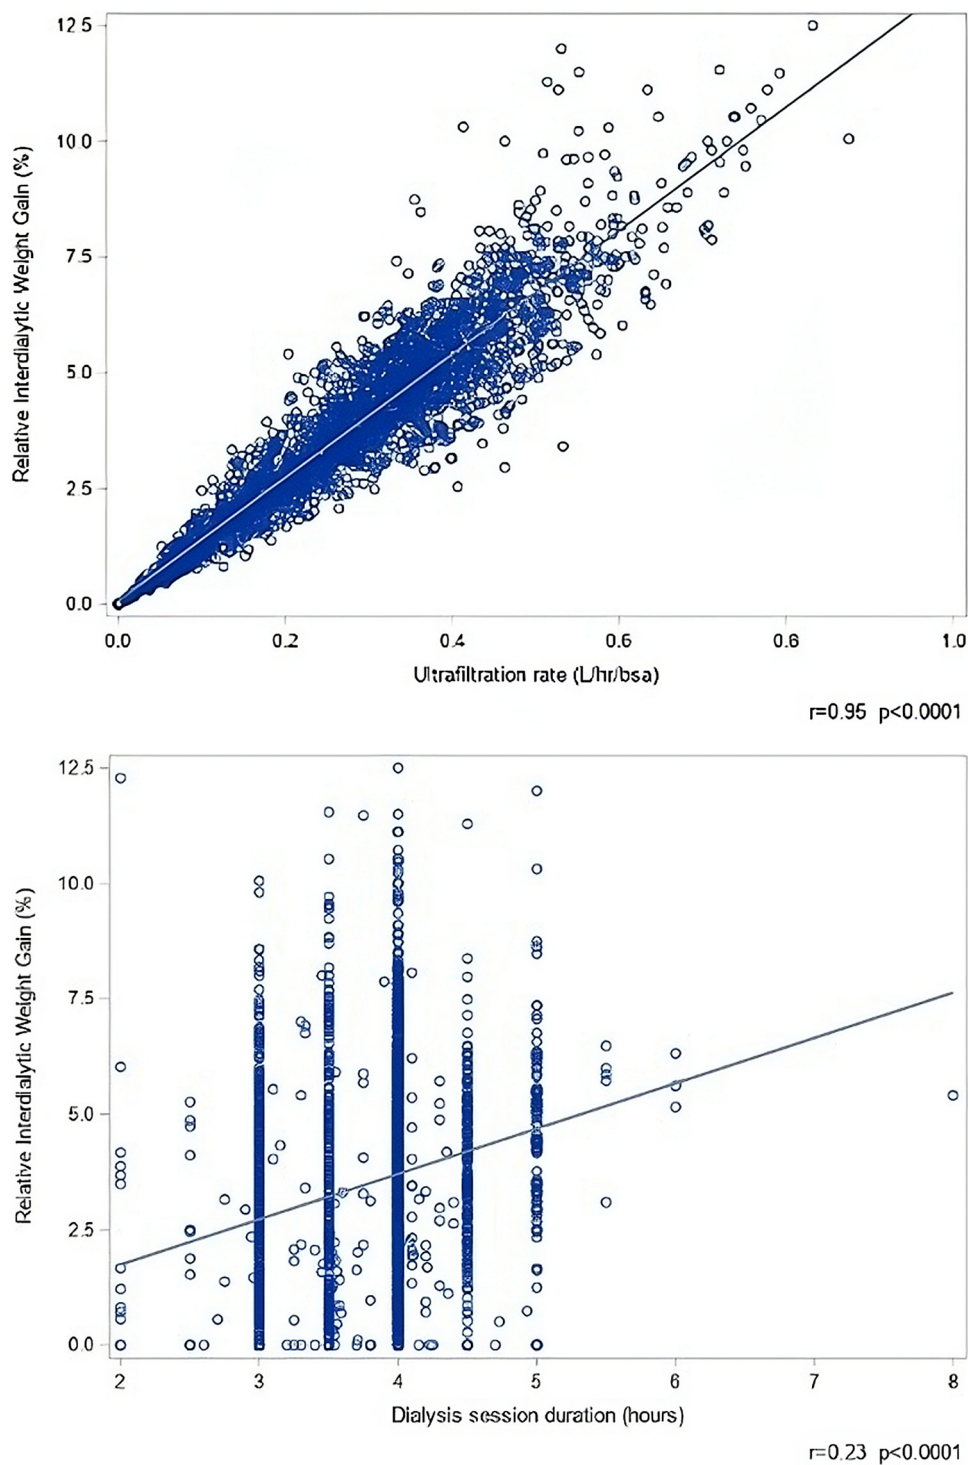 Relative Interdialytic Weight Gain (%)
12.5
10.0
7.5
5.0
2.5
0.0
0.0 0.2 0.4 0.6 0.8 1.0
Ultrafiltration rate (L/hr/bsa)
r=0.95 p<0.0001
Relative Interdialytic Weight Gain (%)
12.5
10.0
7.5
5.0
2.5
0.0
2 3 4 5 6 7 8
Dialysis session duration (hours)
r=0.23 p<0.0001